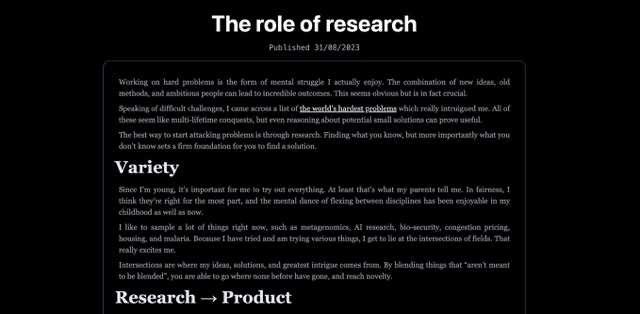 The role of research
Published 31/08/2023
Working on hard problems is the form of mental struggle I actually enjoy. The combination of new ideas, old
methods, and ambitious people can lead to incredible outcomes. This seems obvious but is in fact crucial.
Speaking of difficult challenges, I came across a list of the world's hardest problems which really intruigued me. All of
these seem like multi-lifetime conquests, but even reasoning about potential small solutions can prove useful.
The best way to start attacking problems is through research. Finding what you know, but more importantly what you
don't know sets a firm foundation for you to find a solution.
Variety
Since I'm young, it's important for me to try out everything. At least that's what my parents tell me. In fairness, I
think they're right for the most part, and the mental dance of flexing between disciplines has been enjoyable in my
childhood as well as now.
I like to sample a lot of things right now, such as metagenomics, AI research, bio-security, congestion pricing,
housing, and malaria. Because I have tried and am trying various things, I get to lie at the intersections of fields. That
really excites me.
Intersections are where my ideas, solutions, and greatest intrigue comes from. By blending things that "aren't meant
to be blended", you are able to go where none before have gone, and reach novelty.
Research → Product